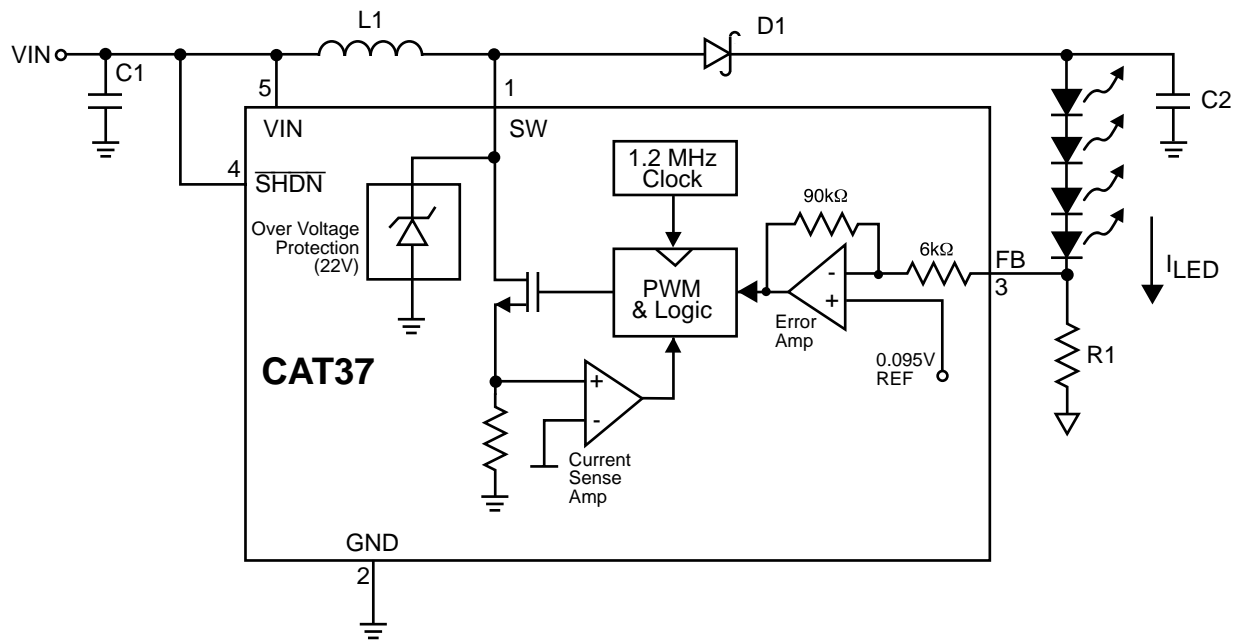 L1
D1
VIN
C1
5
1
C2
VIN
SW
4
SHDN
1.2 MHz
Clock
90kΩ
Over Voltage
Protection
(22V)
6kΩ
FB
3
ILED
PWM
& Logic
-
+
Error
Amp
CAT37
0.095V
REF
R1
+
-
Current
Sense
Amp
GND
2